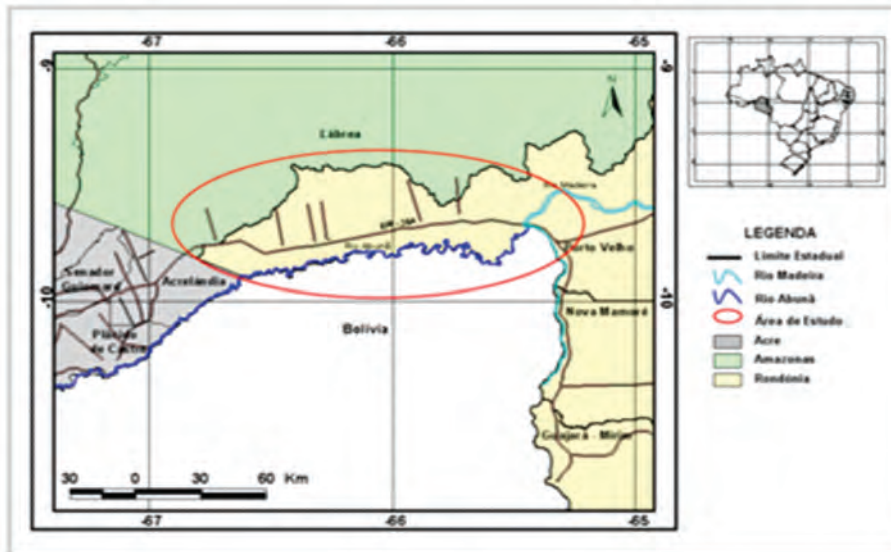 -67 -66 -65
-9 -9
N
Lábrea
Rio Madeira
BR-364
Rio Abunã
Porto Velho
Senador
Guiomard
Acrelândia
-10 -10
Nova Mamoré
Plácido
de Castro
Bolívia
Guajará - Mirim
30 0 30 60 Km
-67 -66 -65
LEGENDA
Límite Estadual
Rio Madeira
Rio Abunã
Área de Estudo
Acre
Amazonas
Rondônia